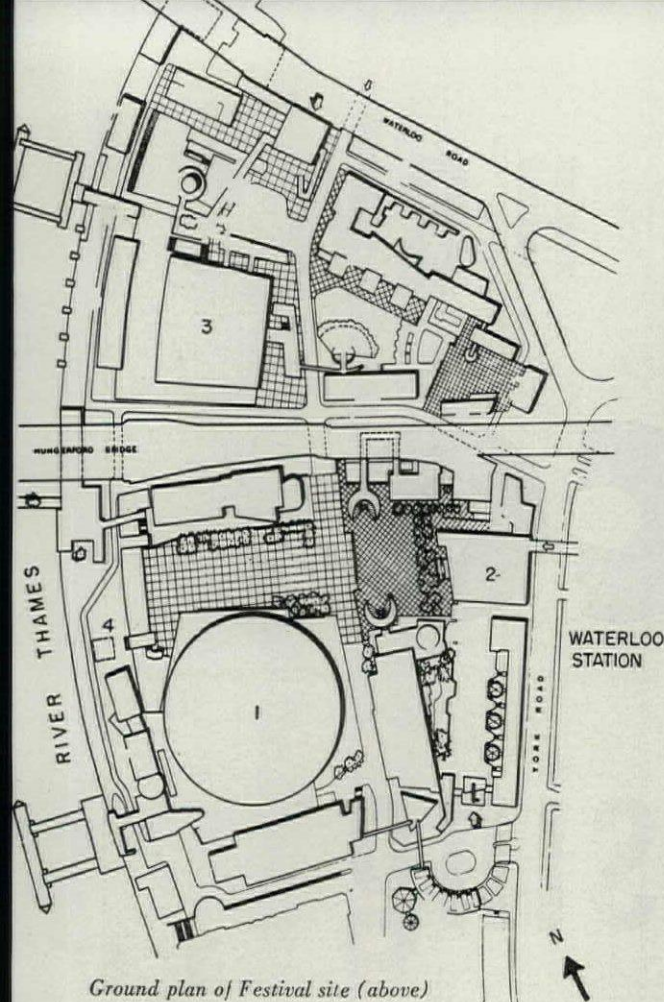 WATERLOO ROAD
3
HUNGERFORD BRIDGE
2-
RIVER THAMES
4
WATERLOO
STATION
1
YORK ROAD
N
Ground plan of Festival site (above)